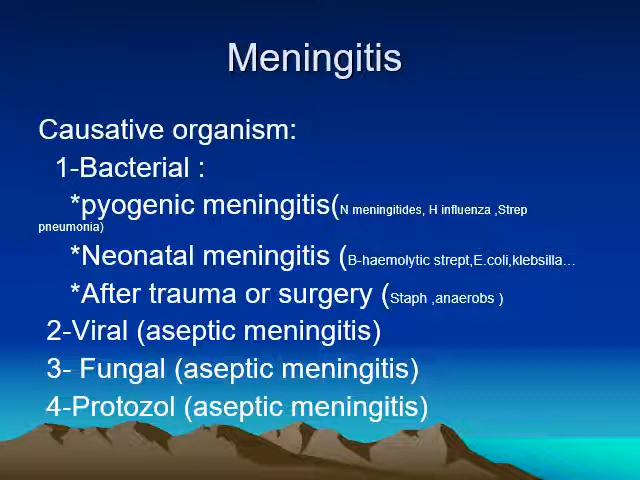 Meningitis
Causative organism:
1-Bacterial :
*pyogenic meningitis(N meningitides, H influenza ,Strep
pneumonia)
*Neonatal meningitis (B-haemolytic strept,E.coli,klebsilla…
*After trauma or surgery (Staph ,anaerobs )
2-Viral (aseptic meningitis)
3- Fungal (aseptic meningitis)
4-Protozol (aseptic meningitis)